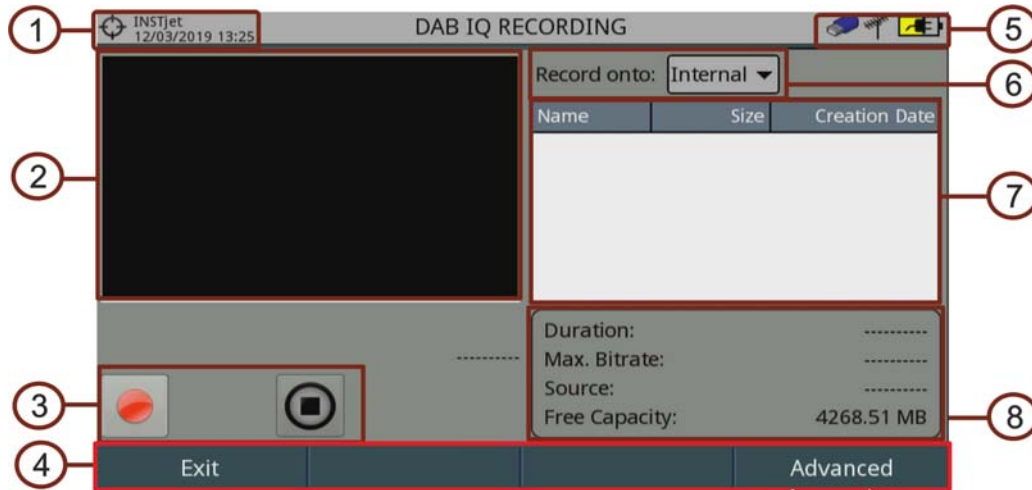 1
INSTjet
12/03/2019 13:25
DAB IQ RECORDING
5
Record onto: Internal
6
Name Size Creation Date
2
7
Duration: ----------
Max. Bitrate: ----------
----------
Source: ----------
3
Free Capacity: 4268.51 MB
8
4
Exit
Advanced